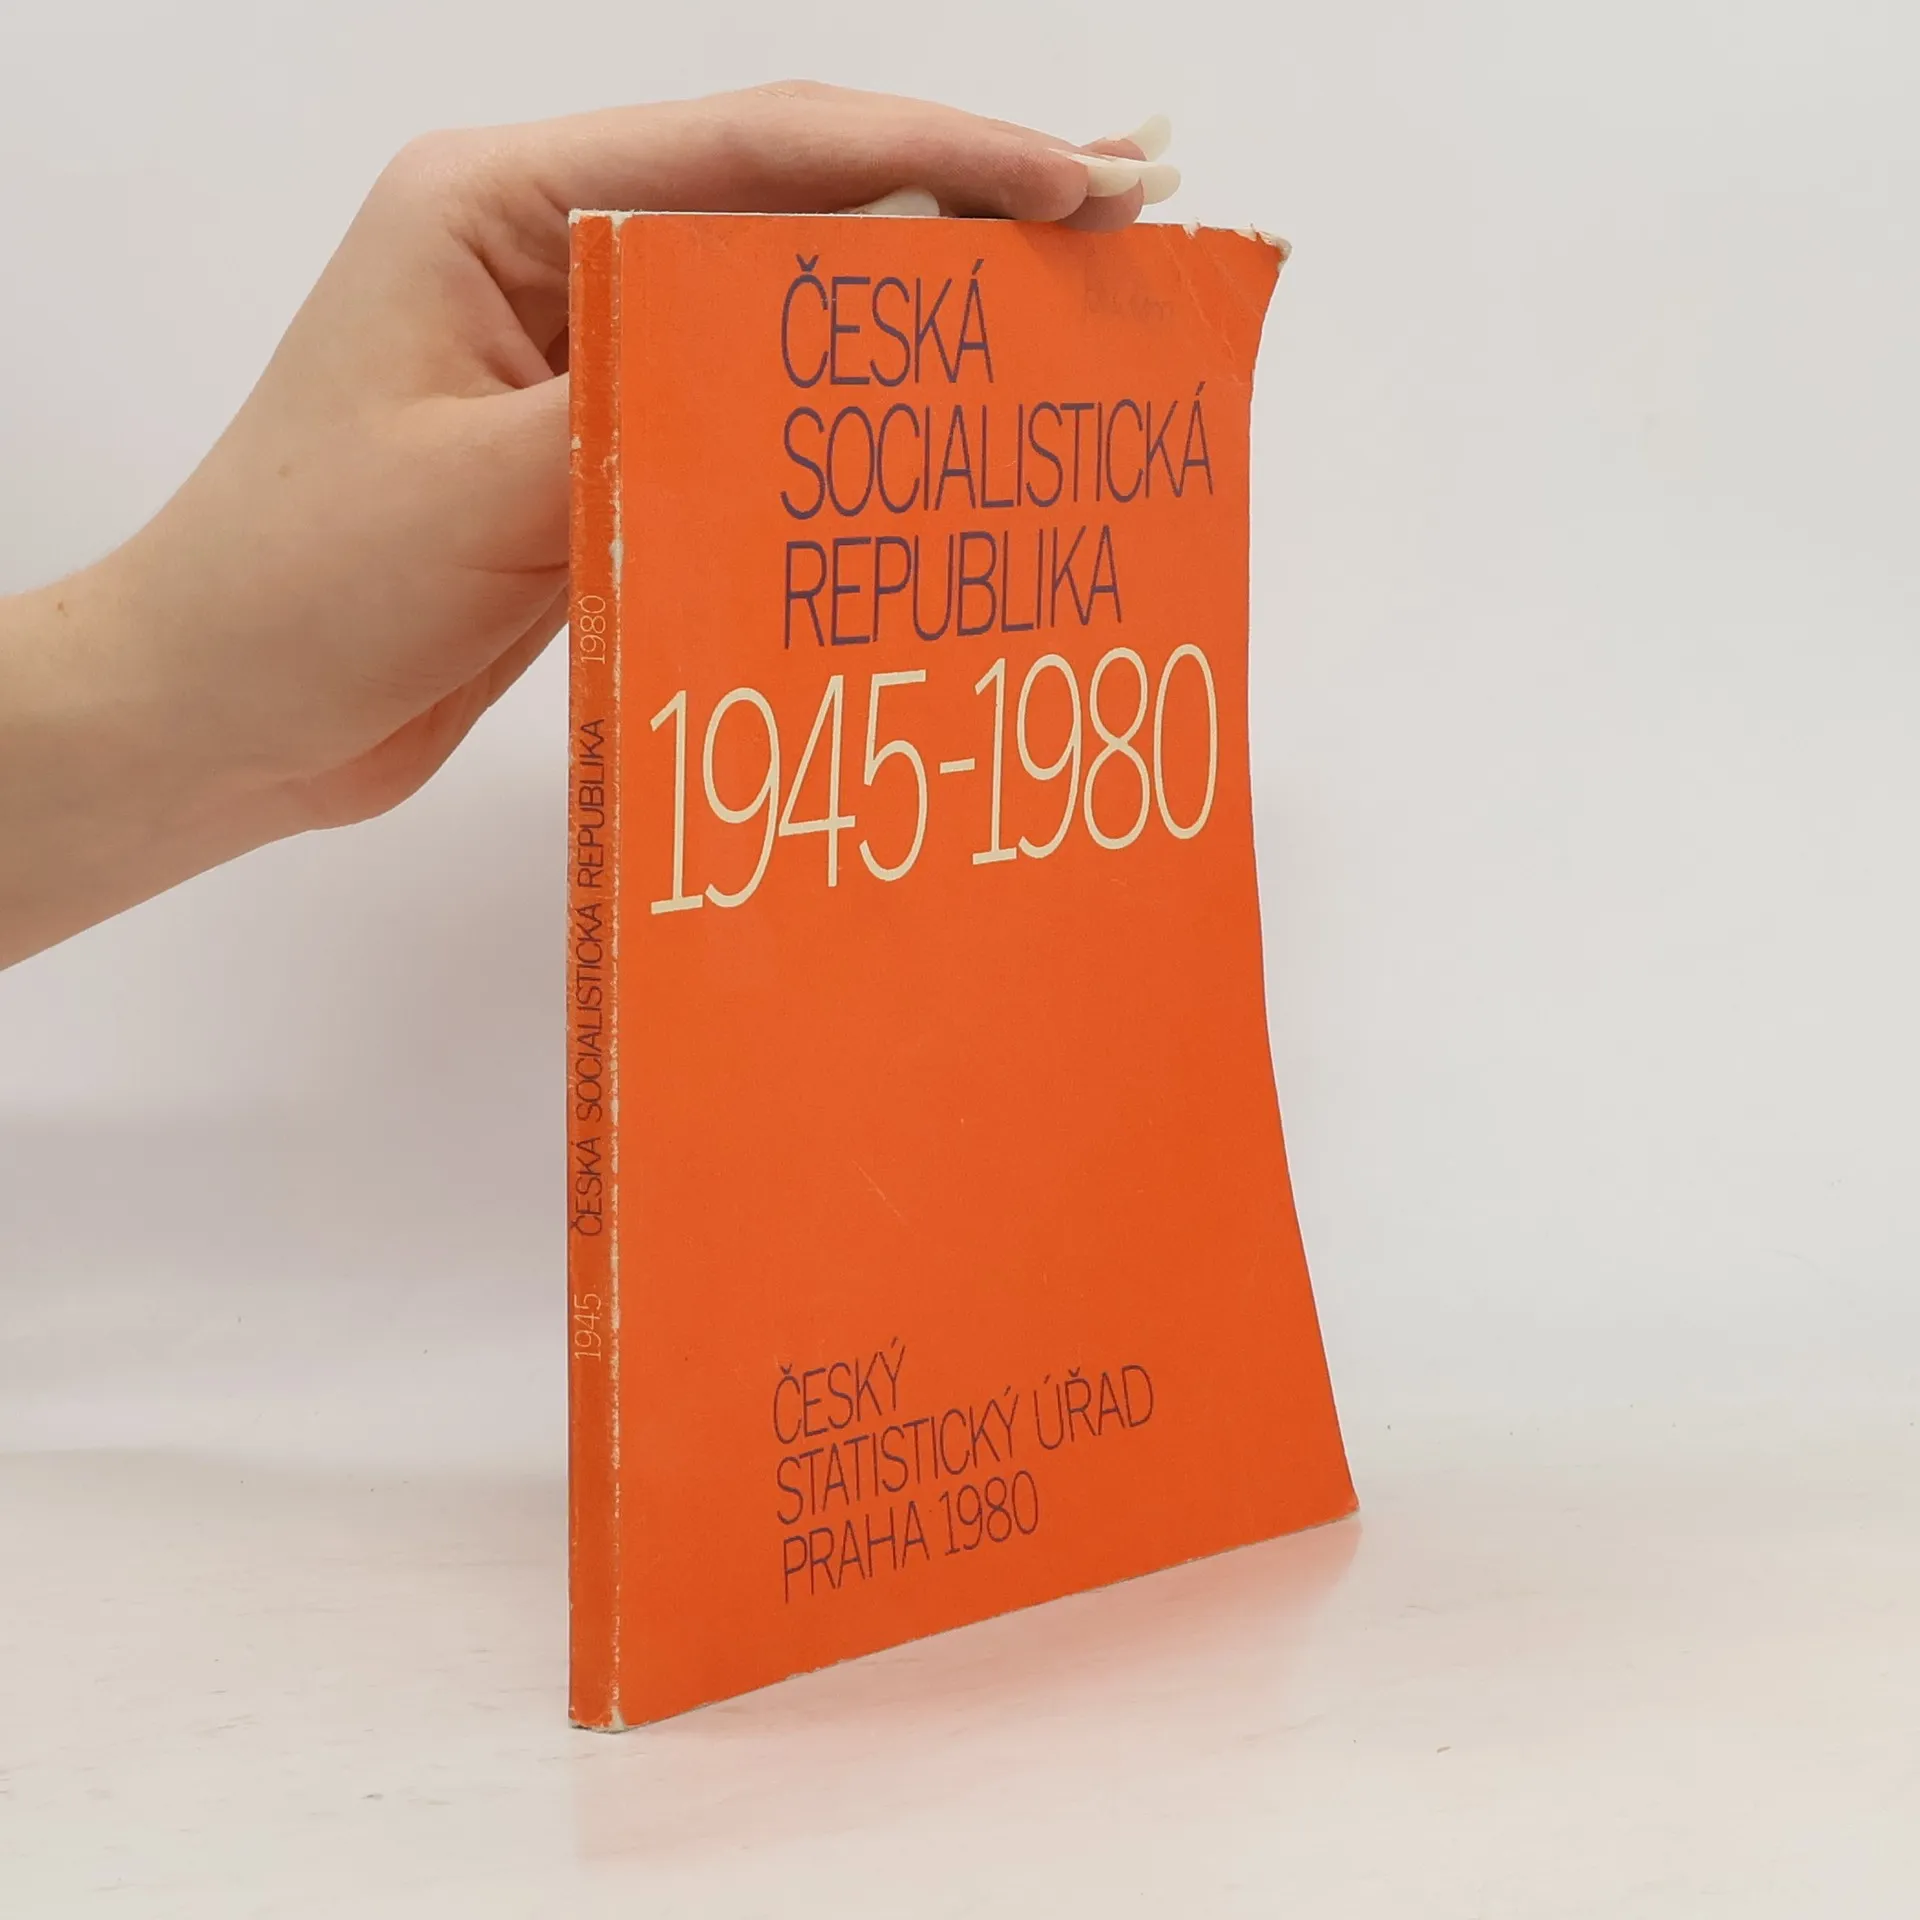 ČESKÁ
SOCIALISTICKÁ
REPUBLIKA
1945-1980
ČESKÝ
STATISTICKÝ ÚŘAD
PRAHA 1980
1945 ČESKÁ SOCIALISTICKÁ REPUBLIKA 1980